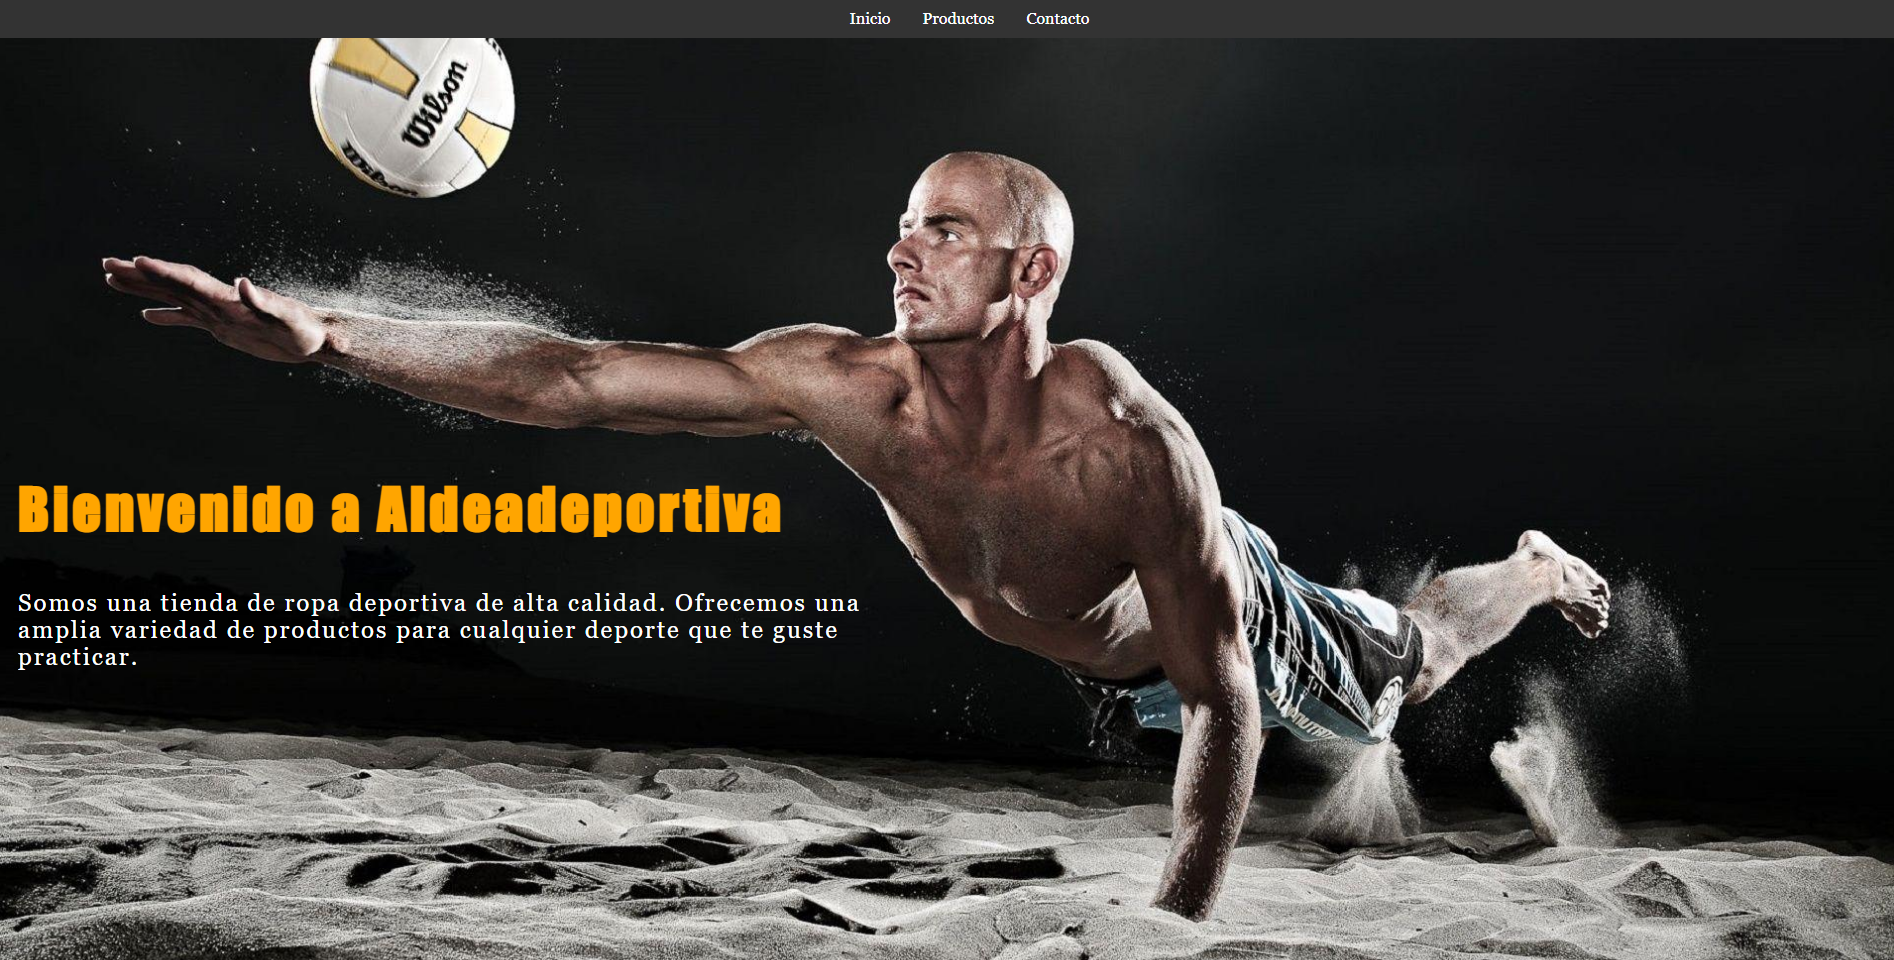 Inicio Productos Contacto
Wilson
Wilson
Bienvenido a Aldeadeportiva
Somos una tienda de ropa deportiva de alta calidad. Ofrecemos una
amplia variedad de productos para cualquier deporte que te guste
practicar.